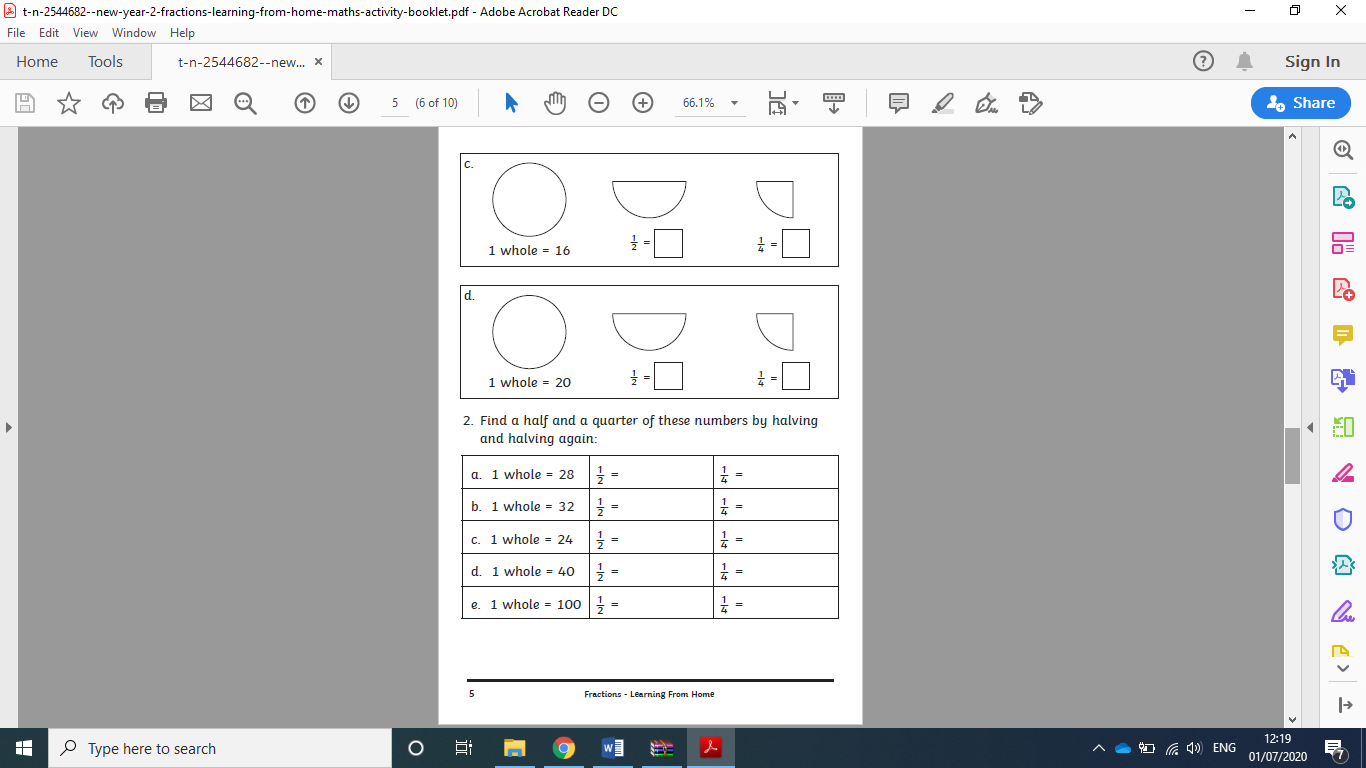 t-n-2544682--new-year-2-fractions-learning-from-home-maths-activity-booklet.pdf - Adobe Acrobat Reader DC
File Edit View Window Help
Home Tools t-n-2544682--new... × Sign In
5 (6 of 10) 66.1% Share
c.
1 whole = 16 1/2 = 1/4 =
d.
1 whole = 20 1/2 = 1/4 =
2. Find a half and a quarter of these numbers by halving
and halving again:
a. 1 whole = 28 1/2 = 1/4 =
b. 1 whole = 32 1/2 = 1/4 =
c. 1 whole = 24 1/2 = 1/4 =
d. 1 whole = 40 1/2 = 1/4 =
e. 1 whole = 100 1/2 = 1/4 =
5 Fractions - Learning From Home
Type here to search
ENG
12:19
01/07/2020
7